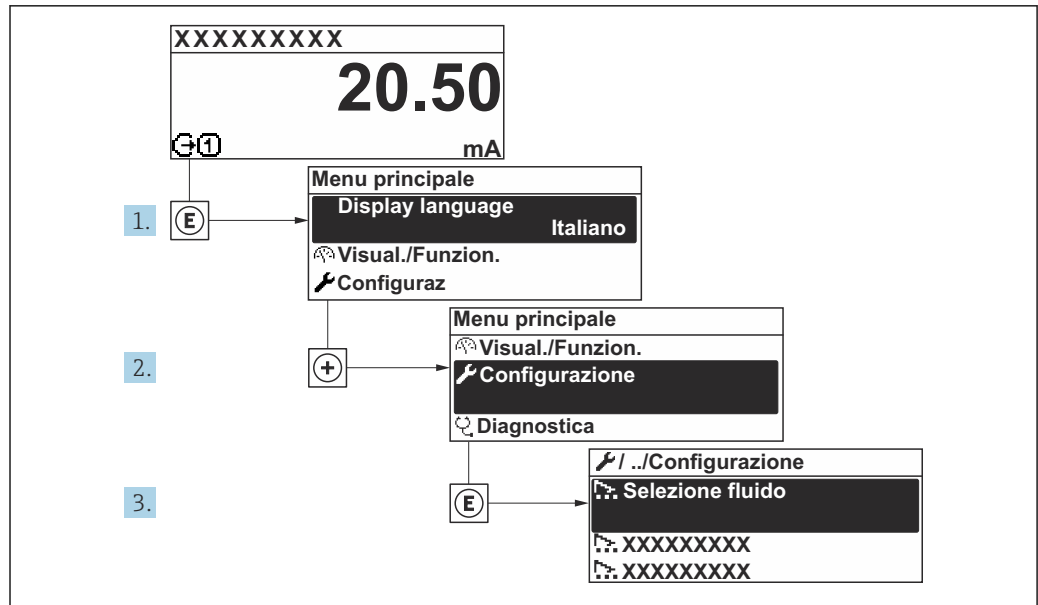 XXXXXXXXX
20.50
1
mA
Menu principale
1.
E
Display language
Italiano
Visual./Funzion.
Configuraz
Menu principale
Visual./Funzion.
2.
+
Configurazione
Diagnostica
/ ../Configurazione
3.
E
Selezione fluido
XXXXXXXXX
XXXXXXXXX